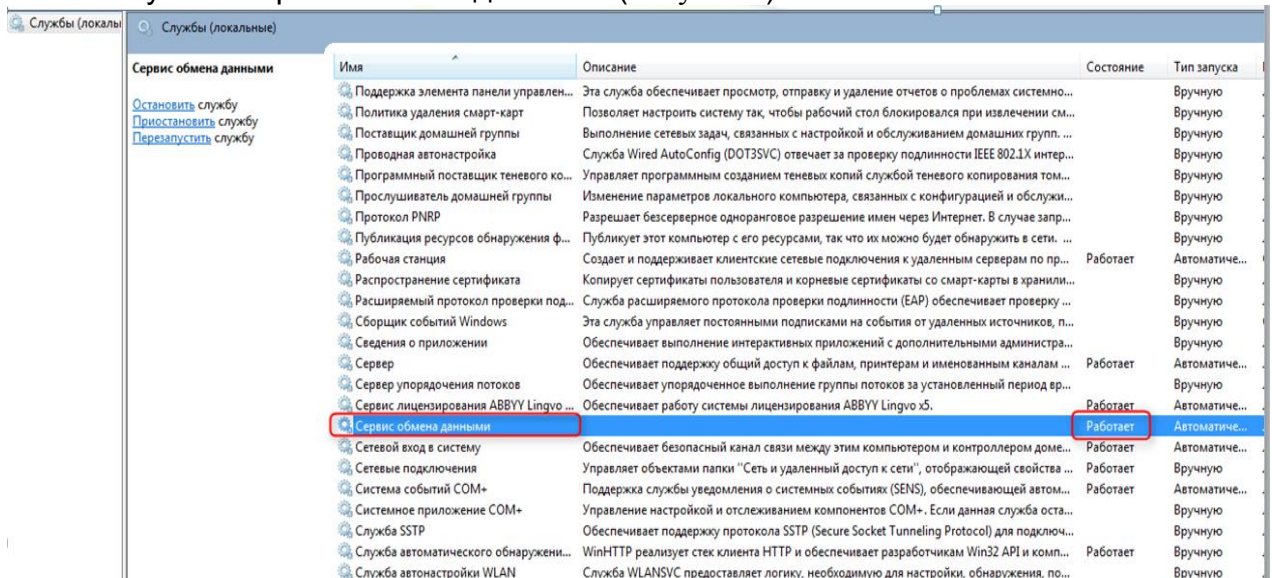 Службы (локалы
Службы (локальные)
Сервис обмена данными
Остановить службу
Приостановить службу
Перезапустить службу
Имя Описание Состояние Тип запуска
Поддержка элемента панели управлен... Эта служба обеспечивает просмотр, отправку и удаление отчетов о проблемах системно... Вручную
Политика удаления смарт-карт Позволяет настроить систему так, чтобы рабочий стол блокировался при извлечении см... Вручную
Поставщик домашней группы Выполнение сетевых задач, связанных с настройкой и обслуживанием домашних групп. ... Вручную
Проводная автонастройка Служба Wired AutoConfig (DOT3SVC) отвечает за проверку подлинности IEEE 802.1X интер... Вручную
Программный поставщик теневого ко... Управляет программным созданием теневых копий службой теневого копирования том... Вручную
Прослушиватель домашней группы Изменение параметров локального компьютера, связанных с конфигурацией и обслужи... Вручную
Протокол PNRP Разрешает безсерверное одноранговое разрешение имен через Интернет. В случае запр... Вручную
Публикация ресурсов обнаружения ф... Публикует этот компьютер с его ресурсами, так что их можно будет обнаружить в сети. ... Вручную
Рабочая станция Создает и поддерживает клиентские сетевые подключения к удаленным серверам по пр... Работает Автоматиче...
Распространение сертификата Копирует сертификаты пользователя и корневые сертификаты со смарт-карты в хранили... Вручную
Расширяемый протокол проверки под... Служба расширяемого протокола проверки подлинности (EAP) обеспечивает проверку ... Вручную
Сборщик событий Windows Эта служба управляет постоянными подписками на события от удаленных источников, п... Вручную
Сведения о приложении Обеспечивает выполнение интерактивных приложений с дополнительными администра... Вручную
Сервер Обеспечивает поддержку общий доступ к файлам, принтерам и именованным каналам ... Работает Автоматиче...
Сервер упорядочения потоков Обеспечивает упорядоченное выполнение группы потоков за установленный период вр... Вручную
Сервис лицензирования ABBYY Lingvo ... Обеспечивает работу системы лицензирования ABBYY Lingvo x5. Работает Автоматиче...
Сервис обмена данными Работает Автоматиче...
Сетевой вход в систему Обеспечивает безопасный канал связи между этим компьютером и контроллером доме... Работает Автоматиче...
Сетевые подключения Управляет объектами папки "Сеть и удаленный доступ к сети", отображающей свойства ... Работает Вручную
Система событий COM+ Поддержка службы уведомления о системных событиях (SENS), обеспечивающей автом... Работает Автоматиче...
Системное приложение COM+ Управление настройкой и отслеживанием компонентов COM+. Если данная служба оста... Вручную
Служба SSTP Обеспечивает поддержку протокола SSTP (Secure Socket Tunneling Protocol) для подключ... Вручную
Служба автоматического обнаружени... WinHTTP реализует стек клиента HTTP и обеспечивает разработчикам Win32 API и комп... Работает Вручную
Служба автонастройки WLAN Служба WLANSVC предоставляет логику, необходимую для настройки, обнаружения, по... Вручную